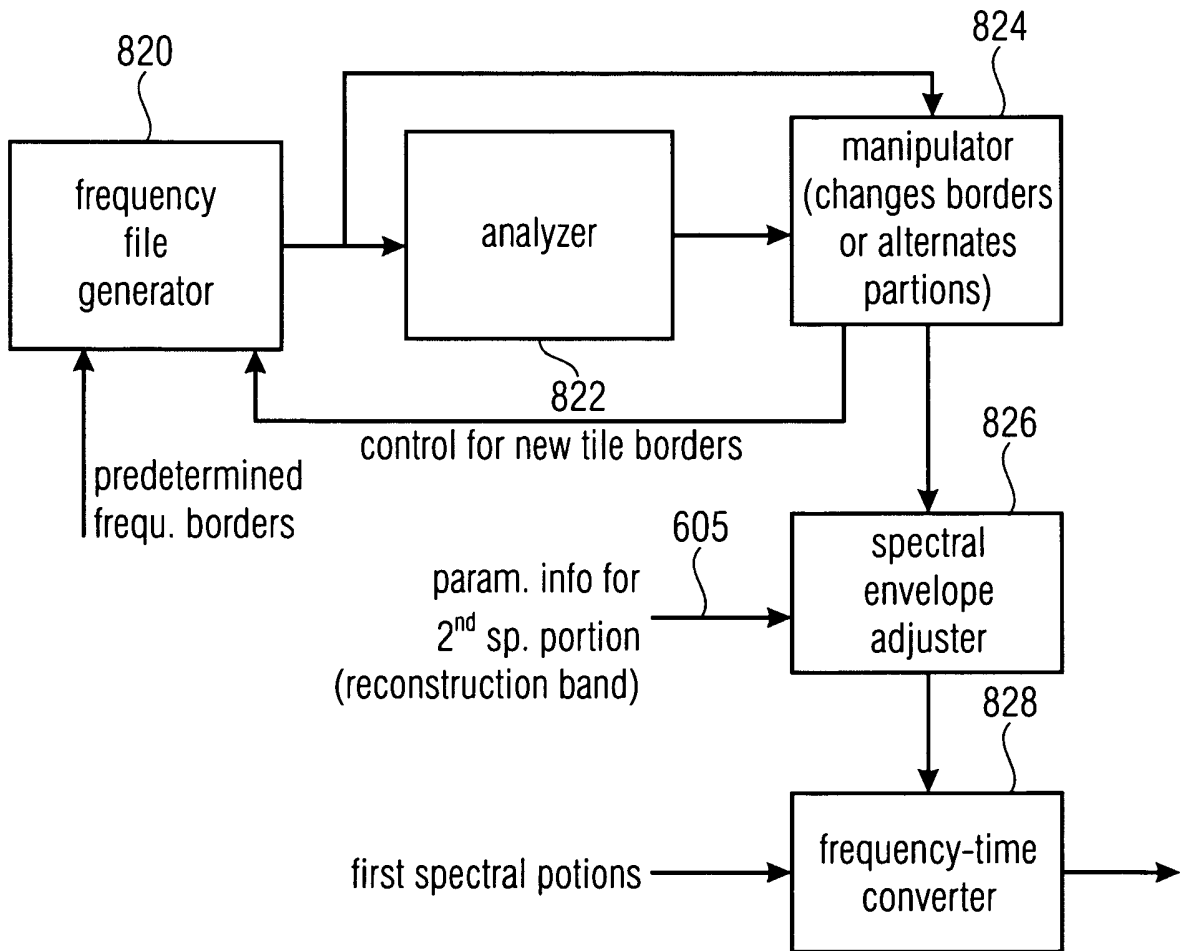 820
824
frequency
file
generator
analyzer
manipulator
(changes borders
or alternates
partions)
822
control for new tile borders
predetermined
frequ. borders
826
605
param. info for
2nd sp. portion
(reconstruction band)
spectral
envelope
adjuster
828
first spectral potions
frequency-time
converter